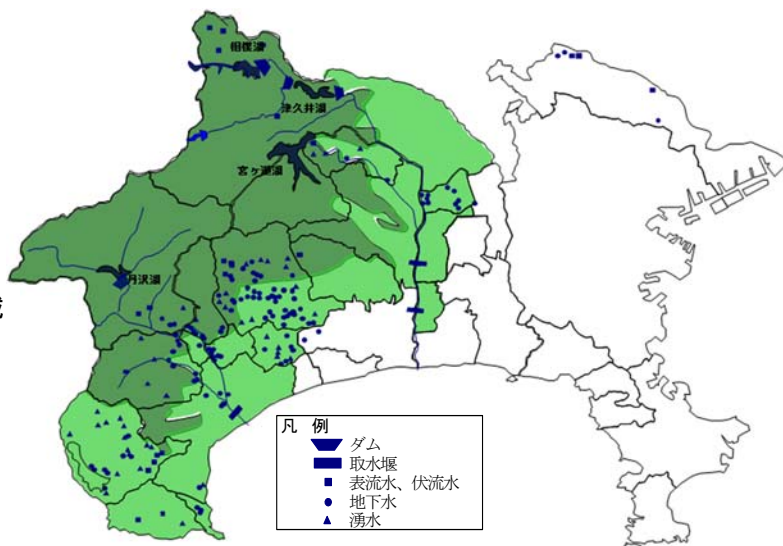 相模湖
津久井湖
宮ヶ瀬湖
丹沢湖
域
凡 例
ダム
取水堰
表流水、伏流水
地下水
湧水